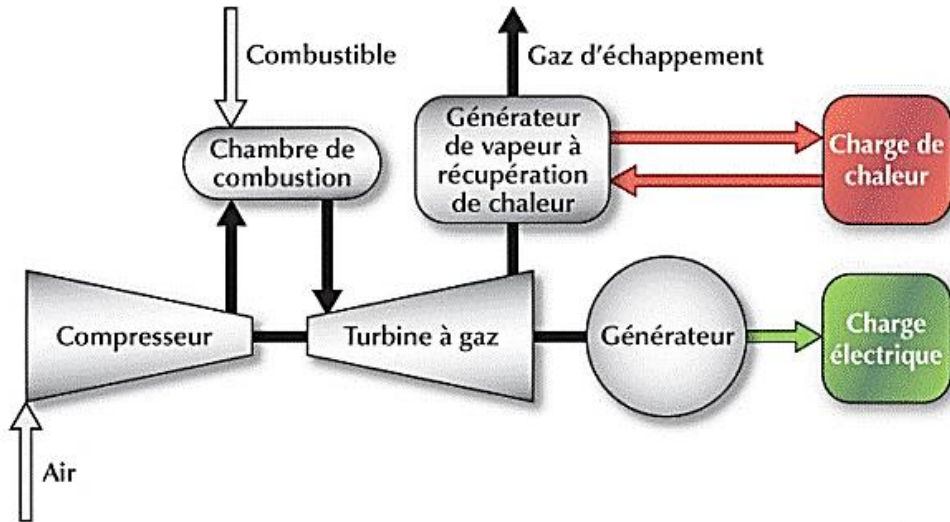 Combustible
Gaz d'échappement
Chambre de
combustion
Générateur
de vapeur à
récupération
de chaleur
Charge de
chaleur
Compresseur
Turbine à gaz
Générateur
Charge
électrique
Air